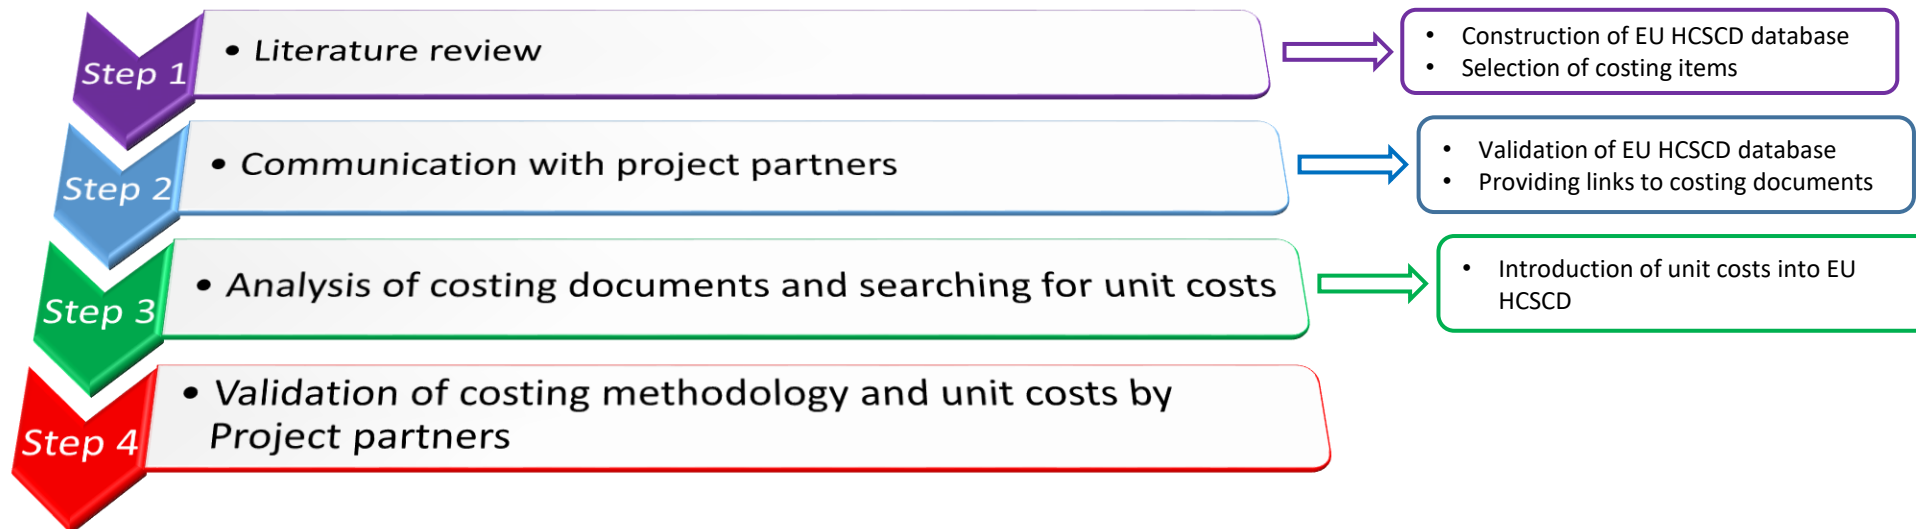 Step 1
• Literature review
• Construction of EU HCSCD database
• Selection of costing items
Step 2
• Communication with project partners
• Validation of EU HCSCD database
• Providing links to costing documents
Step 3
• Analysis of costing documents and searching for unit costs
• Introduction of unit costs into EU
HCSCD
Step 4
• Validation of costing methodology and unit costs by
Project partners